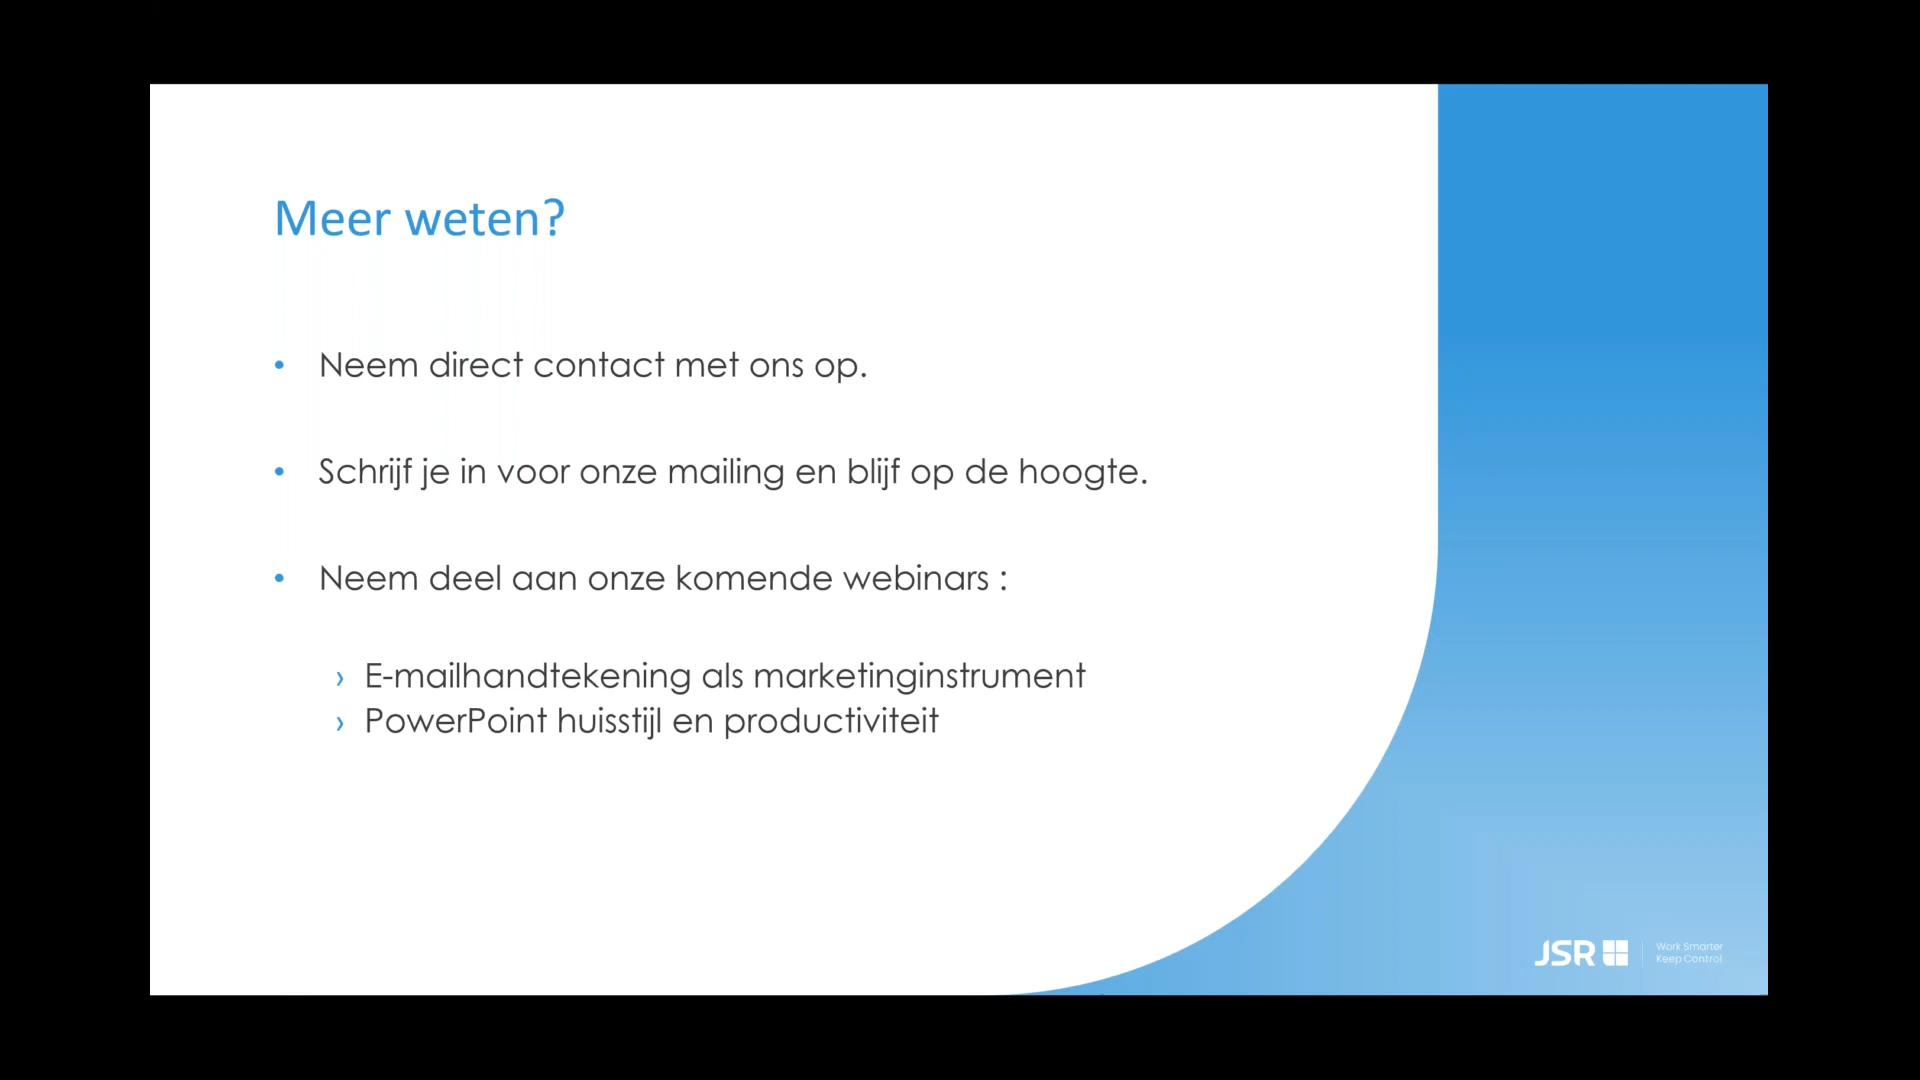 Meer weten?
• Neem direct contact met ons op.
• Schrijf je in voor onze mailing en blijf op de hoogte.
• Neem deel aan onze komende webinars :
› E-mailhandtekening als marketinginstrument
› PowerPoint huisstijl en productiviteit
JSR
Work Smarter
Keep Control